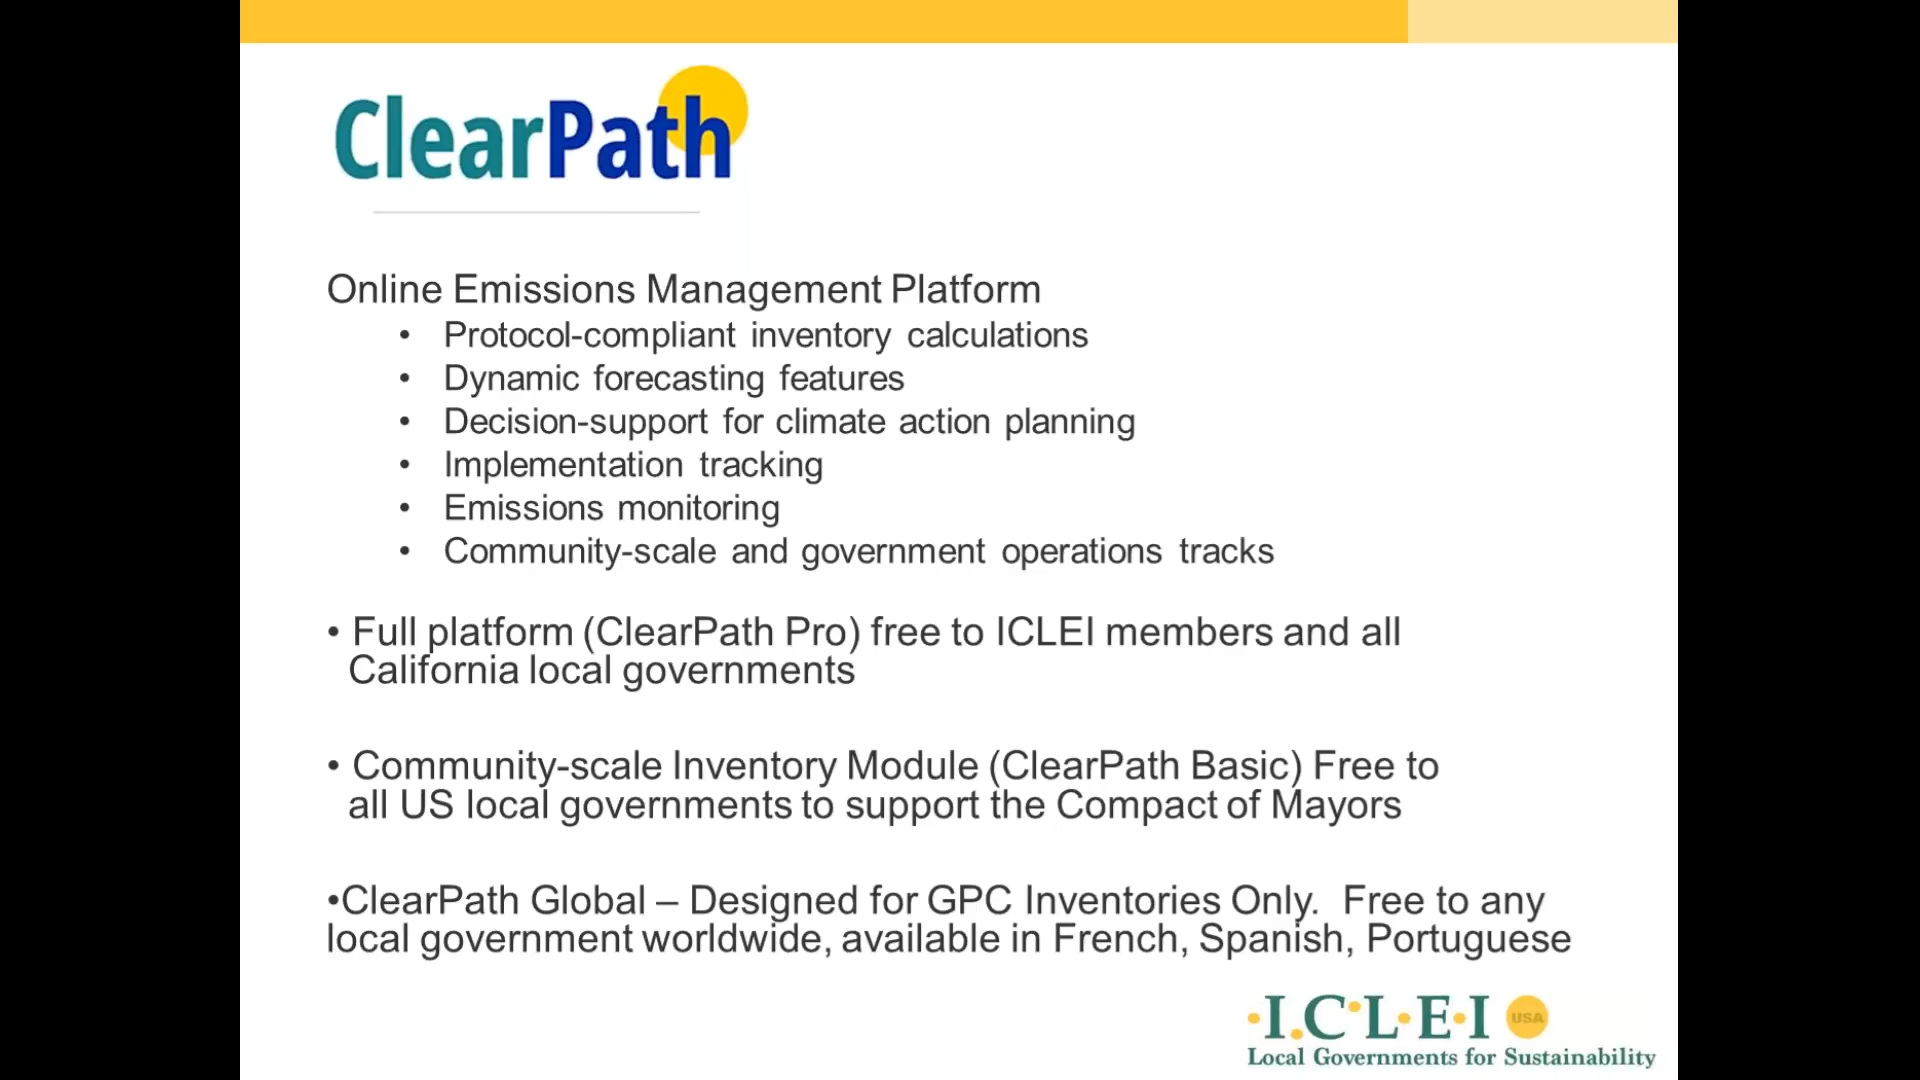 ClearPath
Online Emissions Management Platform
• Protocol-compliant inventory calculations
• Dynamic forecasting features
• Decision-support for climate action planning
• Implementation tracking
• Emissions monitoring
• Community-scale and government operations tracks
• Full platform (ClearPath Pro) free to ICLEI members and all
California local governments
• Community-scale Inventory Module (ClearPath Basic) Free to
all US local governments to support the Compact of Mayors
•ClearPath Global – Designed for GPC Inventories Only. Free to any
local government worldwide, available in French, Spanish, Portuguese
I.C.L.E.I USA
Local Governments for Sustainability